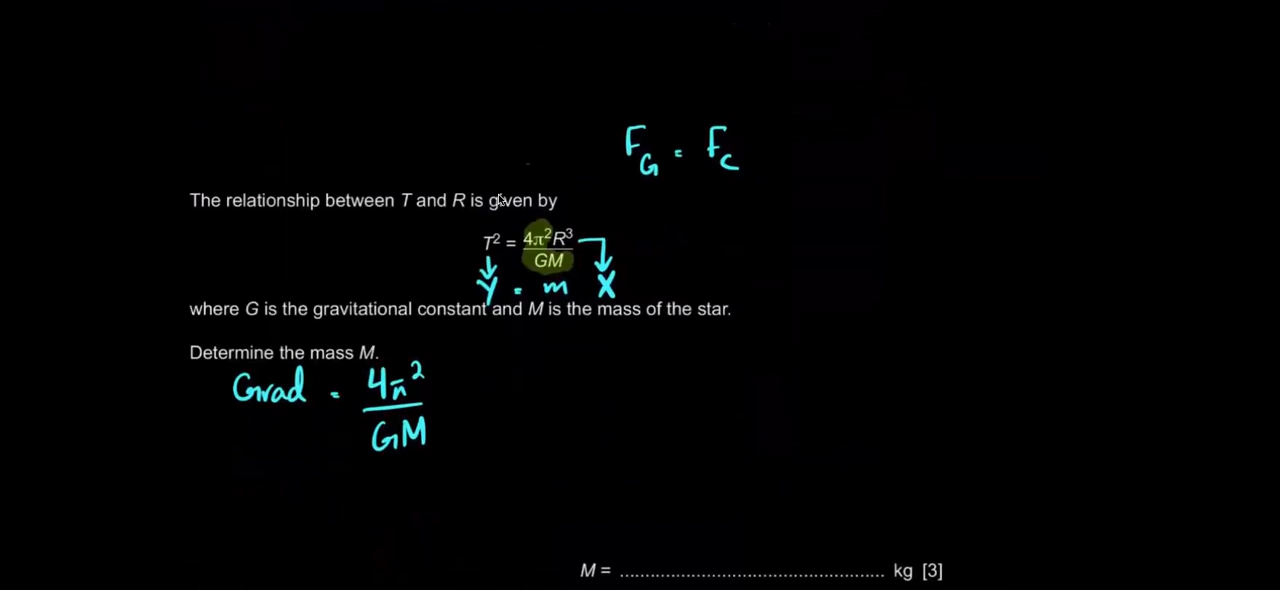 F_G = F_C
The relationship between T and R is given by
T² = 4π²R³ / GM
Y = m X
where G is the gravitational constant and M is the mass of the star.
Determine the mass M.
Grad = 4π² / GM
M = .................................................... kg [3]